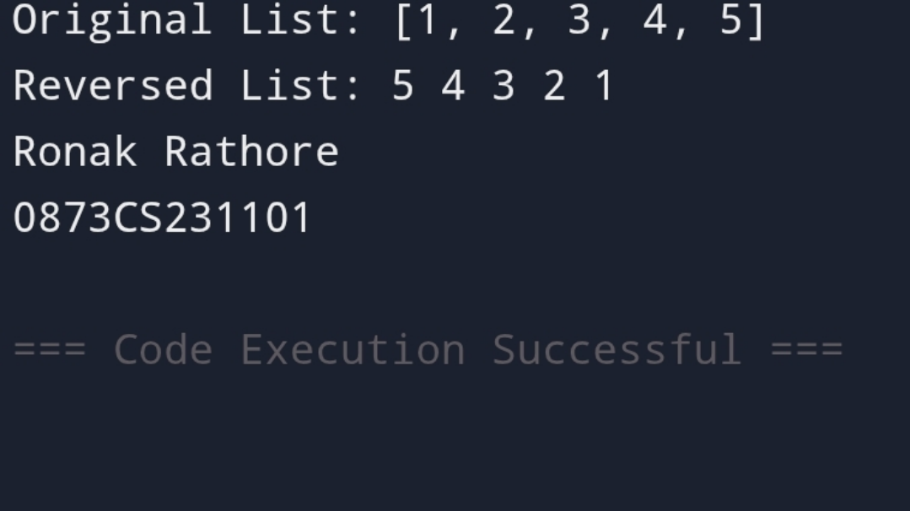 Original List: [1, 2, 3, 4, 5]
Reversed List: 5 4 3 2 1
Ronak Rathore
0873CS231101
=== Code Execution Successful ===